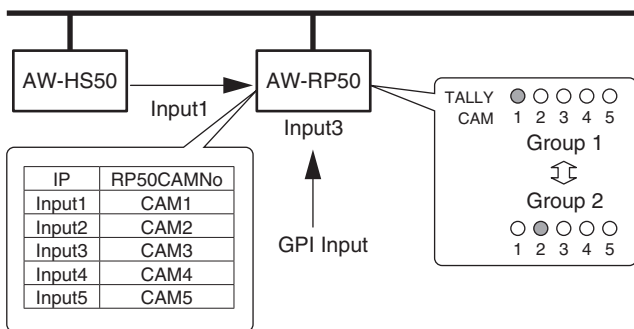 AW-HS50
AW-RP50
Input1
Input3
GPI Input
IP RP50CAMNo
Input1 CAM1
Input2 CAM2
Input3 CAM3
Input4 CAM4
Input5 CAM5
TALLY
CAM 1 2 3 4 5
Group 1
Group 2
1 2 3 4 5